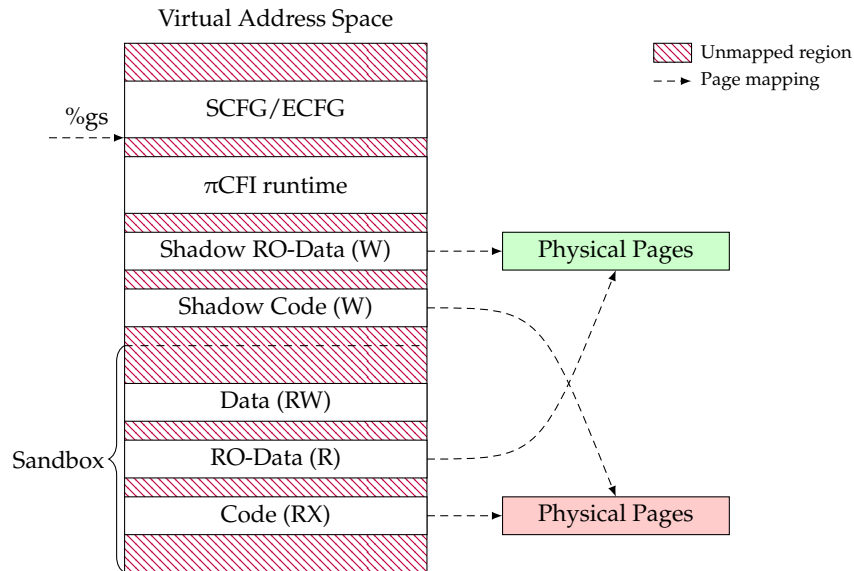 Virtual Address Space
Unmapped region
Page mapping
SCFG/ECFG
%gs
πCFI runtime
Shadow RO-Data (W)
Physical Pages
Shadow Code (W)
Data (RW)
Sandbox
RO-Data (R)
Code (RX)
Physical Pages